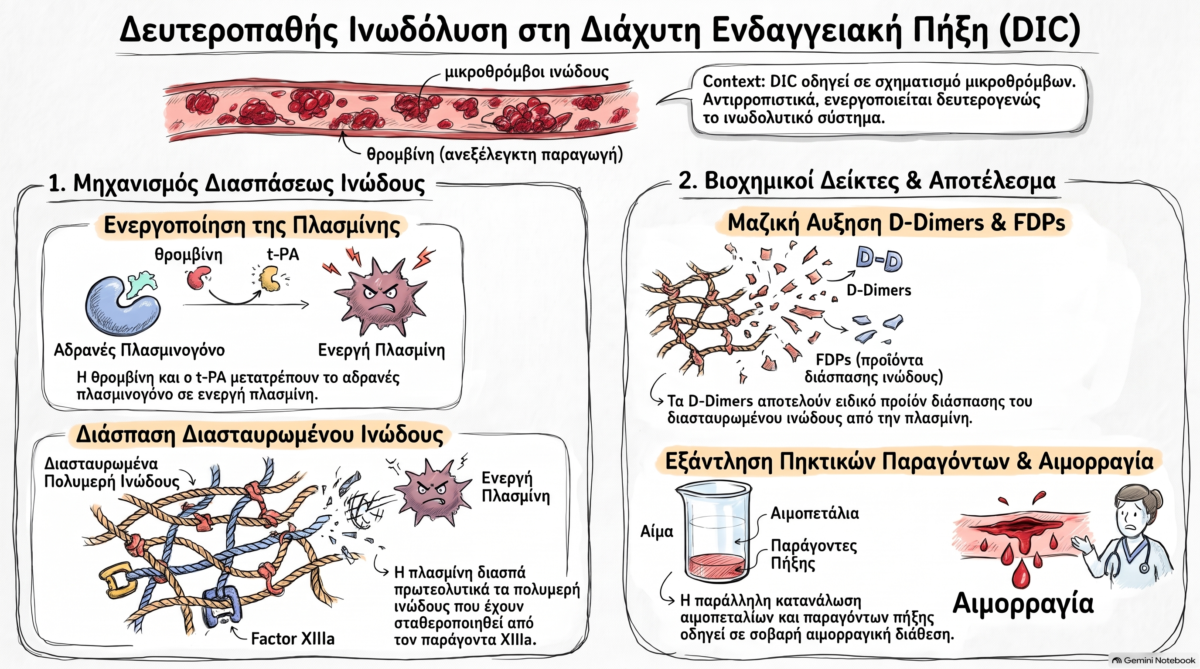 Δευτεροπαθής Ινωδόλυση στη Διάχυτη Ενδαγγειακή Πήξη (DIC)
μικροθρόμβοι ινώδους
θρομβίνη (ανεξέλεγκτη παραγωγή)
Context: DIC οδηγεί σε σχηματισμό μικροθρόμβων.
Αντιρροπιστικά, ενεργοποιείται δευτερογενώς
το ινωδολυτικό σύστημα.
1. Μηχανισμός Διασπάσεως Ινώδους
Ενεργοποίηση της Πλασμίνης
θρομβίνη
t-PA
Αδρανές Πλασμινογόνο
Ενεργή Πλασμίνη
Η θρομβίνη και ο t-PA μετατρέπουν το αδρανές
πλασμινογόνο σε ενεργή πλασμίνη.
Διάσπαση Διασταυρωμένου Ινώδους
Διασταυρωμένα
Πολυμερή Ινώδους
Ενεργή
Πλασμίνη
Η πλασμίνη διασπά
πρωτεολυτικά τα πολυμερή
ινώδους που έχουν
σταθεροποιηθεί από
τον παράγοντα XIIIa.
Factor XIIIa
2. Βιοχημικοί Δείκτες & Αποτέλεσμα
Μαζική Αυξηση D-Dimers & FDPs
D-D
D-Dimers
FDPs (προΐόντα
διάσπασης ινώδους)
Τα D-Dimers αποτελούν ειδικό προίόν διάσπασης του
διασταυρωμένου ινώδους από την πλασμίνη.
Εξάντληση Πηκτικών Παραγόντων & Αιμορραγία
Αίμα
Αιμοπετάλια
Παράγοντες
Πήξης
Η παράλληλη κατανάλωση
αιμοπεταλίων και παραγόντων πήξης
οδηγεί σε σοβαρή αιμορραγική διάθεση.
Αιμορραγία
Gemini Notebook